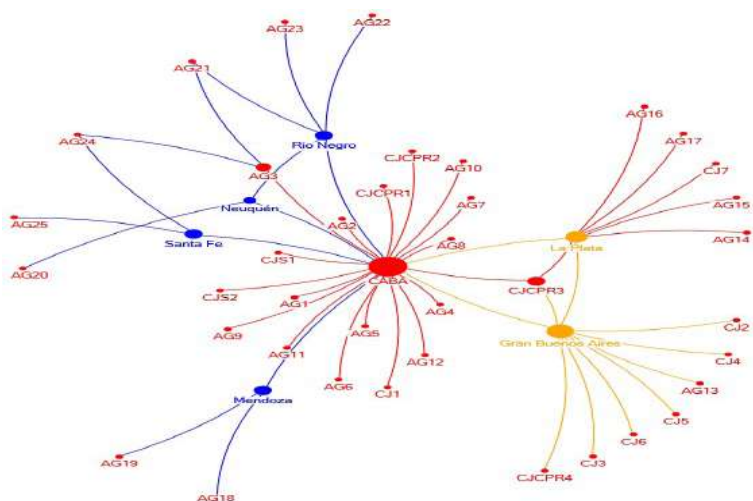 AG23
AG22
AG21
AG24
Rio Negro
AG3
CJCPR2
AG10
CJCPR1
AG16
AG17
CJ7
Neuquén
AG2
AG7
AG15
AG25
Santa Fe
AG8
La Plata
AG14
AG20
CJS1
CABA
CJCPR3
CJS2
AG1
AG4
AG9
AG5
CJ2
Gran Buenos Aires
AG11
AG12
CJ4
AG6
CJ1
AG13
Mendoza
CJ5
CJ6
AG19
CJ3
CJCPR4
AG18